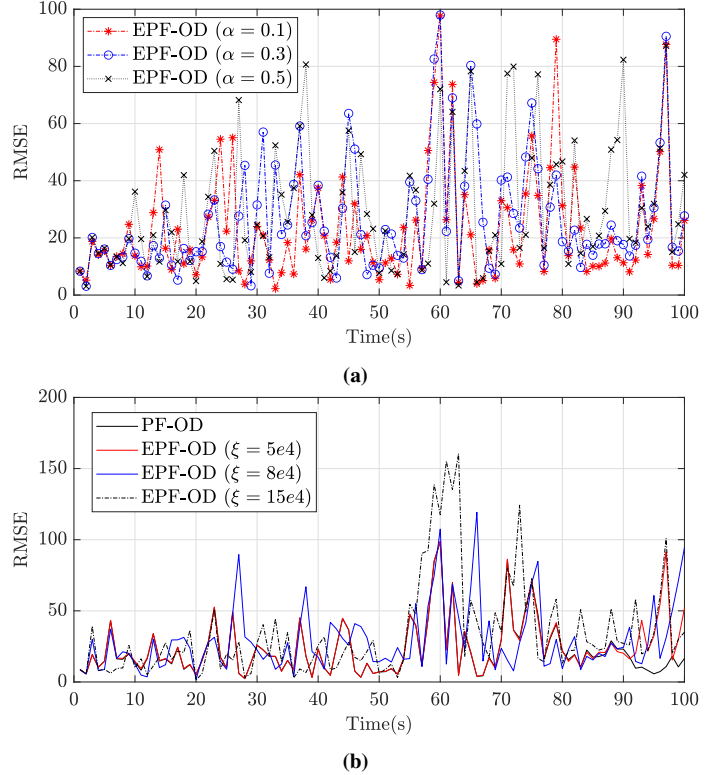 100
80
60
40
20
0
RMSE
EPF-OD (α = 0.1)
EPF-OD (α = 0.3)
EPF-OD (α = 0.5)
0 10 20 30 40 50 60 70 80 90 100
Time(s)
(a)
200
150
100
50
0
RMSE
PF-OD
EPF-OD (ξ = 5e4)
EPF-OD (ξ = 8e4)
EPF-OD (ξ = 15e4)
0 10 20 30 40 50 60 70 80 90 100
Time(s)
(b)